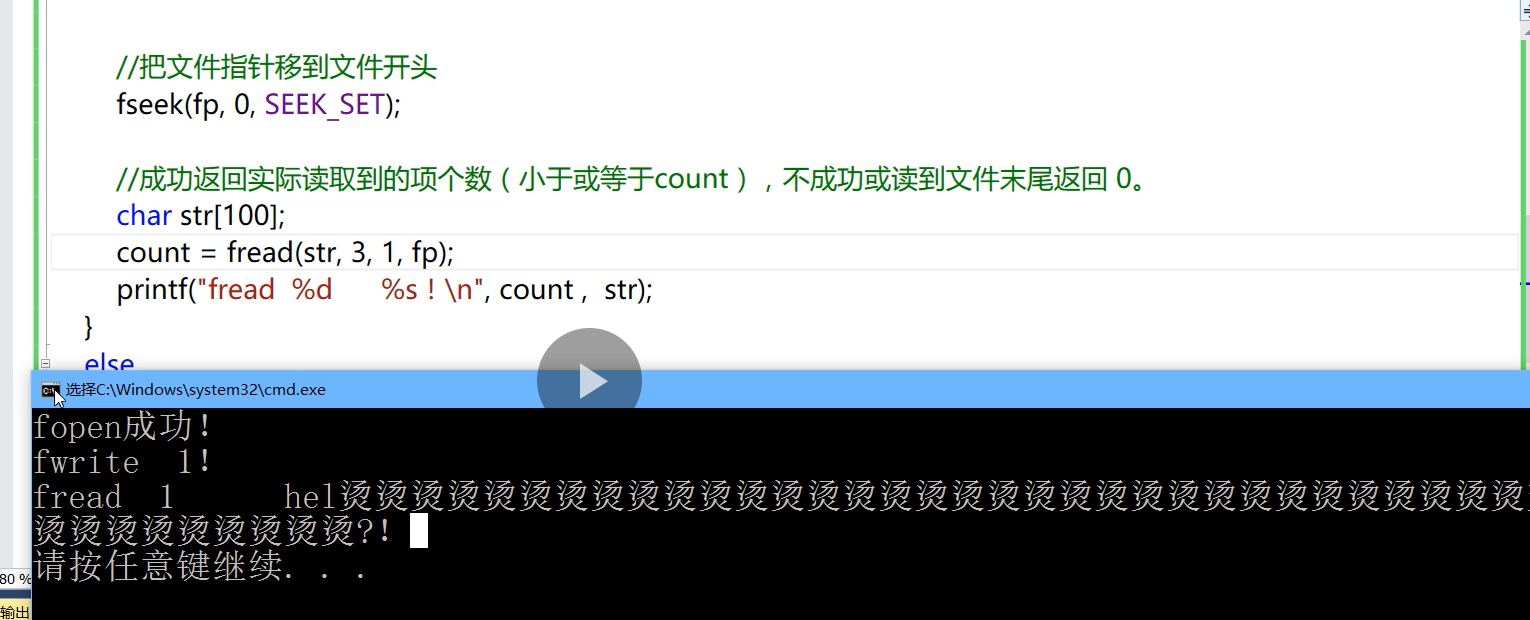 //把文件指针移到文件开头
fseek(fp, 0, SEEK_SET);
//成功返回实际读取到的项个数（小于或等于count），不成功或读到文件末尾返回 0。
char str[100];
count = fread(str, 3, 1, fp);
printf("fread  %d      %s ! \n", count ,  str);
}
else
选择C:\Windows\system32\cmd.exe
fopen成功!
fwrite  1!
fread  1      hel烫烫烫烫烫烫烫烫烫烫烫烫烫烫烫烫烫烫烫烫烫烫烫烫烫烫烫烫烫烫烫烫烫
烫烫烫烫烫烫烫烫烫?!
请按任意键继续. . .
80 %
输出